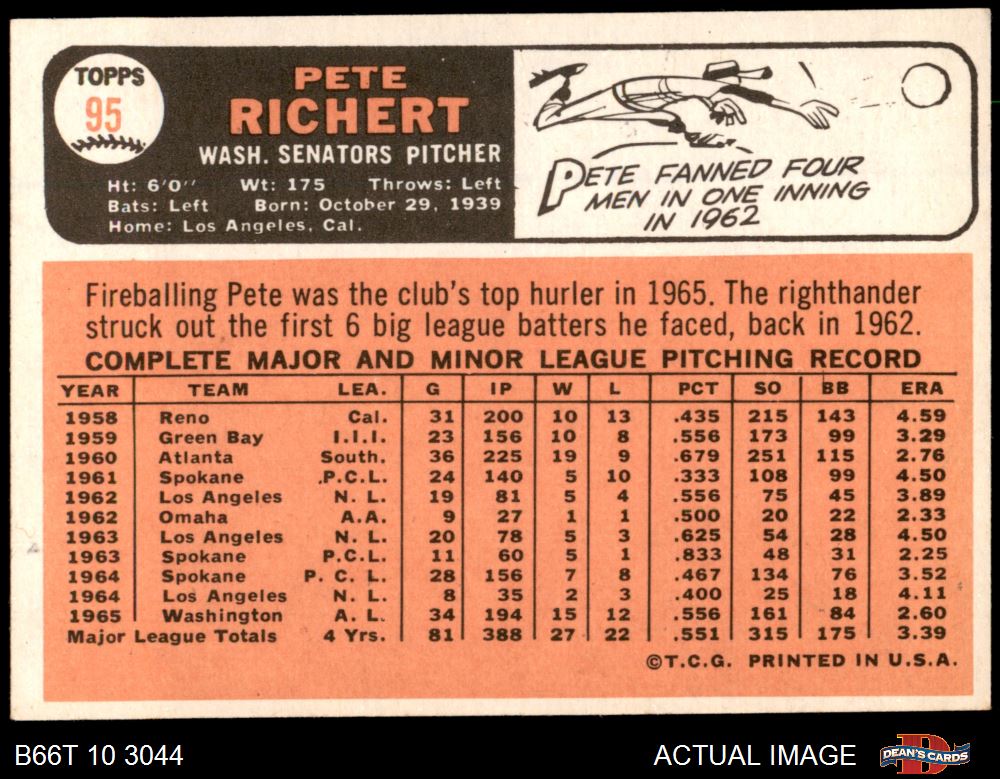 TOPPS
95
PETE
RICHERT
WASH. SENATORS PITCHER
Ht: 6'0'' Wt: 175 Throws: Left
Bats: Left Born: October 29, 1939
Home: Los Angeles, Cal.
PETE FANNED FOUR
MEN IN ONE INNING
IN 1962
Fireballing Pete was the club's top hurler in 1965. The righthander
struck out the first 6 big league batters he faced, back in 1962.
COMPLETE MAJOR AND MINOR LEAGUE PITCHING RECORD
YEAR TEAM LEA. G IP W L PCT SO BB ERA
1958 Reno Cal. 31 200 10 13 .435 215 143 4.59
1959 Green Bay I.I.I. 23 156 10 8 .556 173 99 3.29
1960 Atlanta South. 36 225 19 9 .679 251 115 2.76
1961 Spokane P.C.L. 24 140 5 10 .333 108 99 4.50
1962 Los Angeles N. L. 19 81 5 4 .556 75 45 3.89
1962 Omaha A.A. 9 27 1 1 .500 20 22 2.33
1963 Los Angeles N. L. 20 78 5 3 .625 54 28 4.50
1963 Spokane P.C.L. 11 60 5 1 .833 48 31 2.25
1964 Spokane P. C. L. 28 156 7 8 .467 134 76 3.52
1964 Los Angeles N. L. 8 35 2 3 .400 25 18 4.11
1965 Washington A. L. 34 194 15 12 .556 161 84 2.60
Major League Totals 4 Yrs. 81 388 27 22 .551 315 175 3.39
©T.C.G. PRINTED IN U.S.A.
B66T 10 3044 ACTUAL IMAGE DEAN'S CARDS